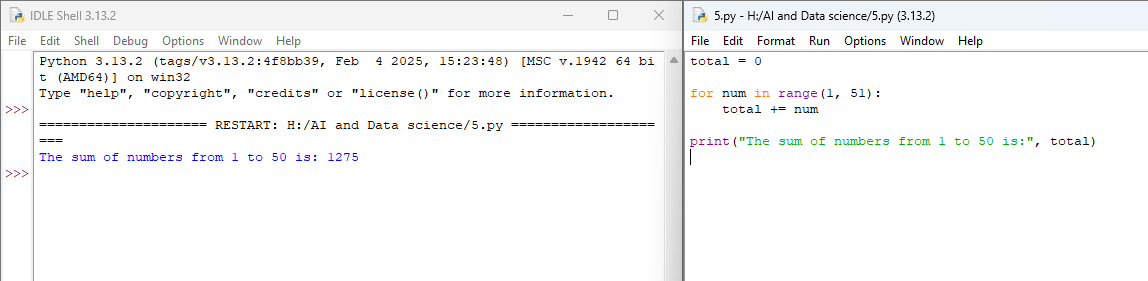 IDLE Shell 3.13.2
File Edit Shell Debug Options Window Help
Python 3.13.2 (tags/v3.13.2:4f8bb39, Feb  4 2025, 15:23:48) [MSC v.1942 64 bi
t (AMD64)] on win32
Type "help", "copyright", "credits" or "license()" for more information.
>>>
===================== RESTART: H:/AI and Data science/5.py ==================
===
The sum of numbers from 1 to 50 is: 1275
>>>
5.py - H:/AI and Data science/5.py (3.13.2)
File Edit Format Run Options Window Help
total = 0
for num in range(1, 51):
    total += num
print("The sum of numbers from 1 to 50 is:", total)